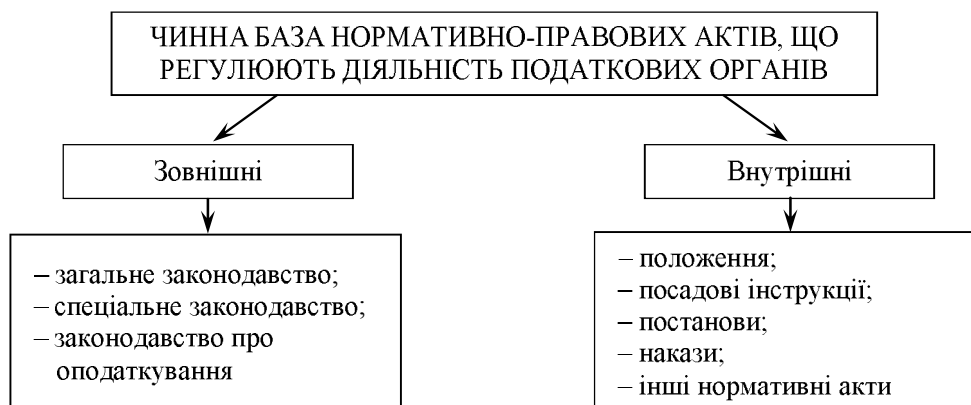 ЧИННА БАЗА НОРМАТИВНО-ПРАВОВИХ АКТІВ, ЩО
РЕГУЛЮЮТЬ ДІЯЛЬНІСТЬ ПОДАТКОВИХ ОРГАНІВ
Зовнішні
– загальне законодавство;
– спеціальне законодавство;
– законодавство про
оподаткування
Внутрішні
– положення;
– посадові інструкції;
– постанови;
– накази;
– інші нормативні акти